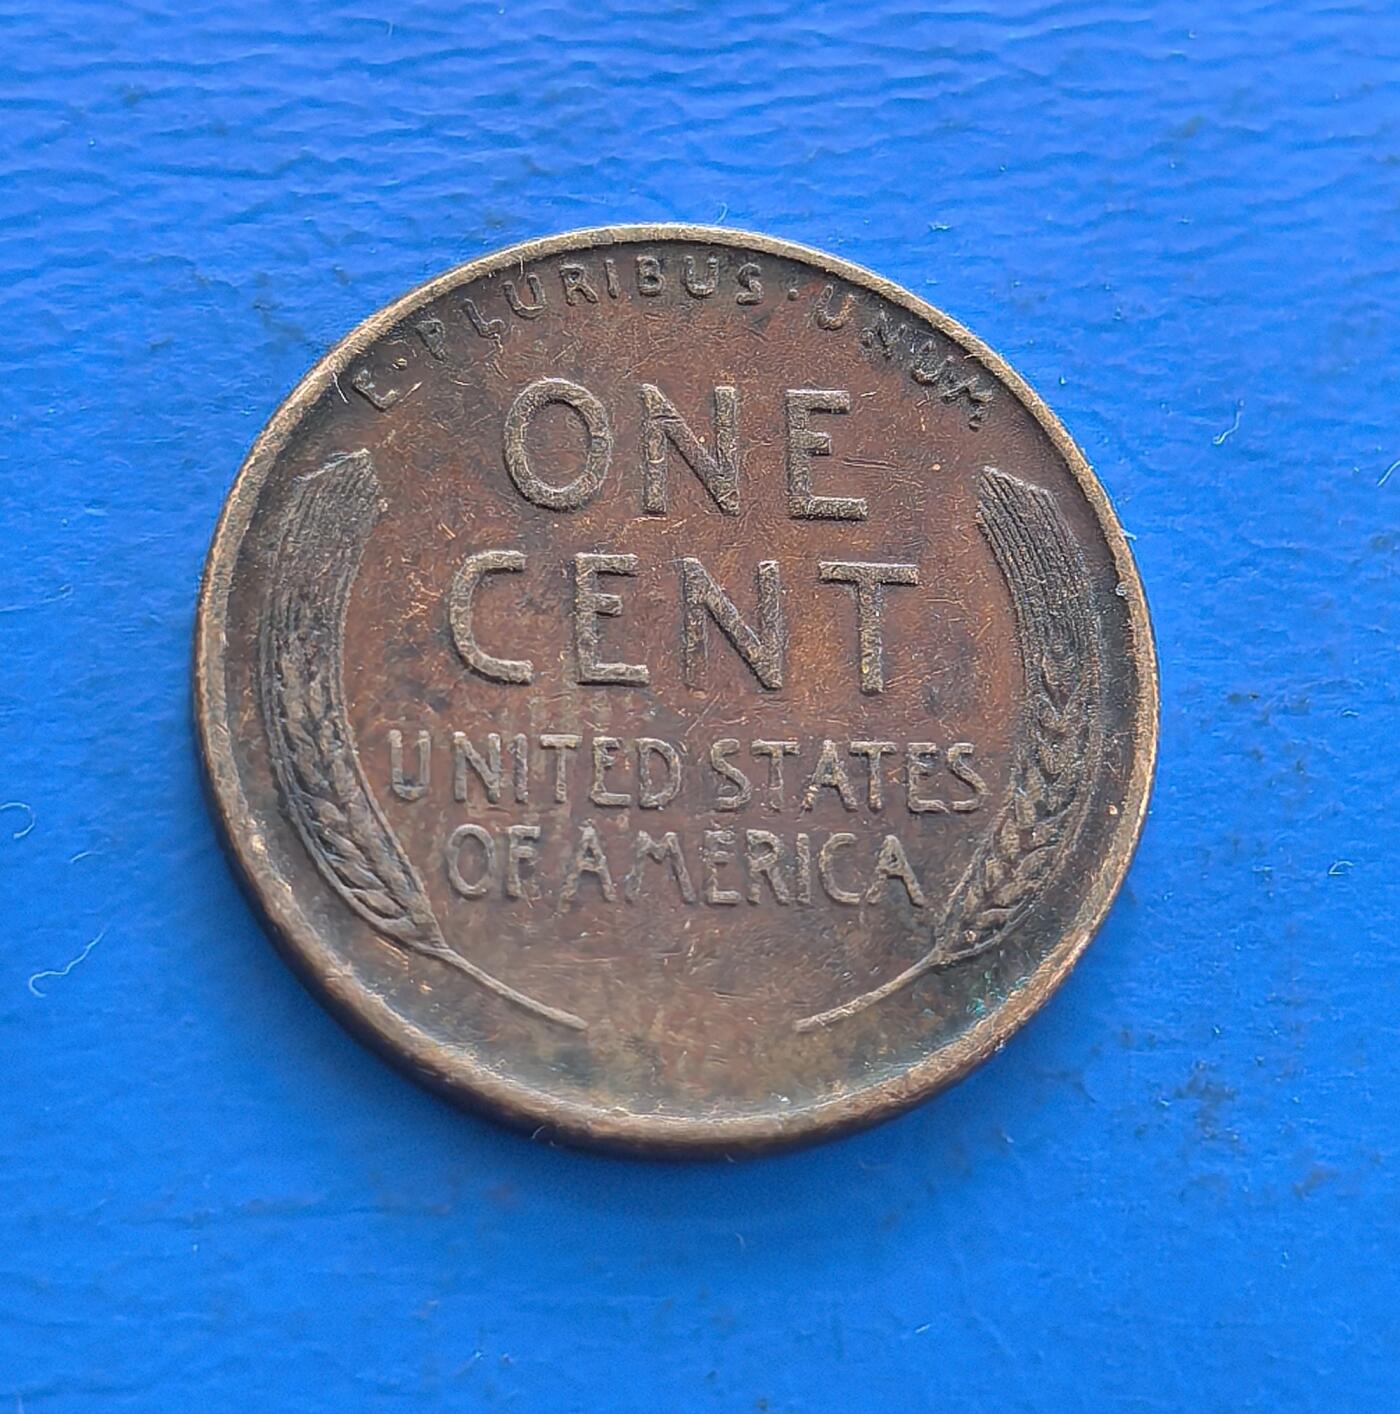 E·PLURIBUS·UNUM
ONE
CENT
UNITED STATES
OF AMERICA